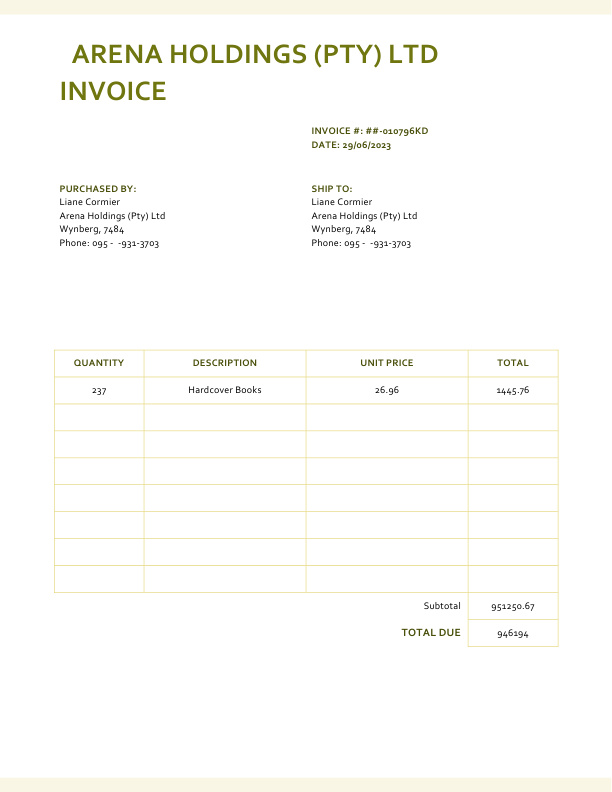 ARENA HOLDINGS (PTY) LTD
INVOICE
INVOICE #: ##-010796KD
DATE: 29/06/2023
PURCHASED BY:
Liane Cormier
Arena Holdings (Pty) Ltd
Wynberg, 7484
Phone: 095 -  -931-3703
SHIP TO:
Liane Cormier
Arena Holdings (Pty) Ltd
Wynberg, 7484
Phone: 095 -  -931-3703
QUANTITY DESCRIPTION UNIT PRICE TOTAL
237 Hardcover Books 26.96 1445.76
Subtotal 951250.67
TOTAL DUE 946194